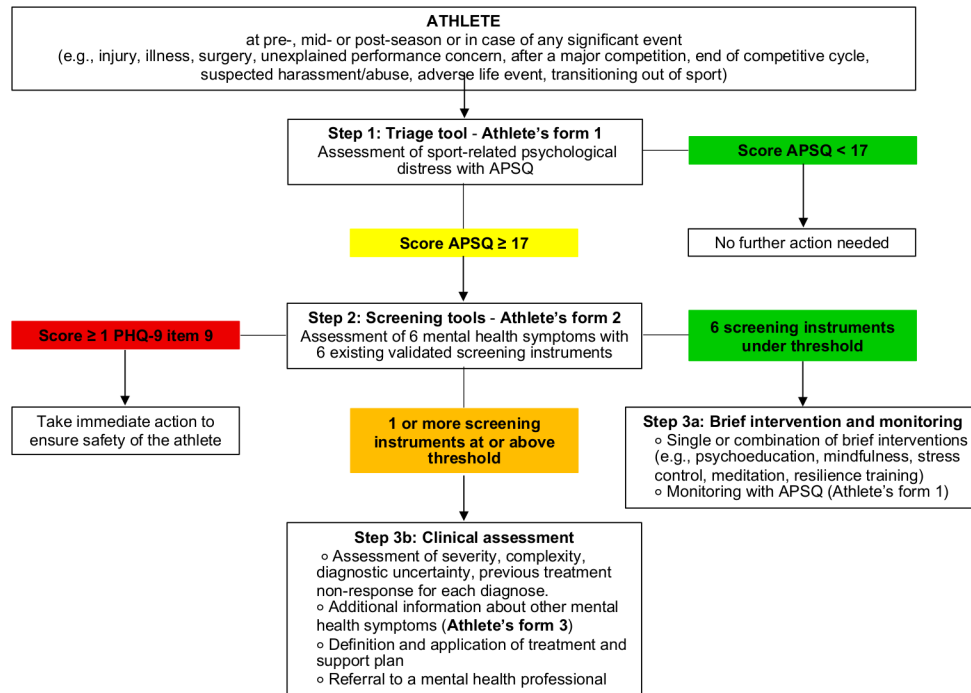 ATHLETE
at pre-, mid- or post-season or in case of any significant event
(e.g., injury, illness, surgery, unexplained performance concern, after a major competition, end of competitive cycle,
suspected harassment/abuse, adverse life event, transitioning out of sport)
Step 1: Triage tool - Athlete's form 1
Assessment of sport-related psychological
distress with APSQ
Score APSQ < 17
No further action needed
Score APSQ ≥ 17
Step 2: Screening tools - Athlete's form 2
Assessment of 6 mental health symptoms with
6 existing validated screening instruments
Score ≥ 1 PHQ-9 item 9
Take immediate action to
ensure safety of the athlete
6 screening instruments
under threshold
Step 3a: Brief intervention and monitoring
○ Single or combination of brief interventions
(e.g., psychoeducation, mindfulness, stress
control, meditation, resilience training)
○ Monitoring with APSQ (Athlete's form 1)
1 or more screening
instruments at or above
threshold
Step 3b: Clinical assessment
○ Assessment of severity, complexity,
diagnostic uncertainty, previous treatment
non-response for each diagnose.
○ Additional information about other mental
health symptoms (Athlete's form 3)
○ Definition and application of treatment and
support plan
○ Referral to a mental health professional